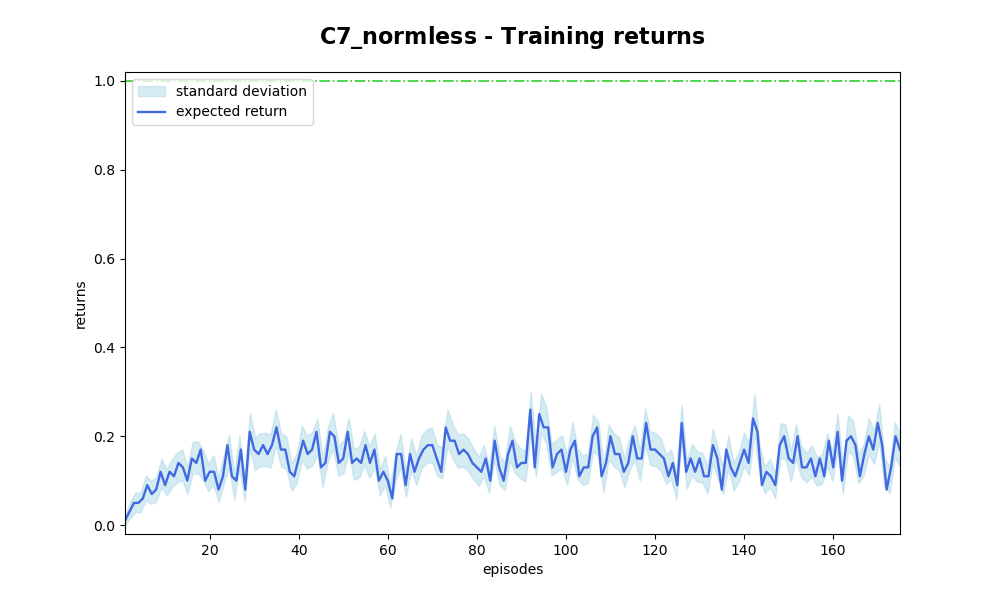 C7_normless - Training returns
1.0
standard deviation
expected return
0.8
0.6
returns
0.4
0.2
0.0
20 40 60 80 100 120 140 160
episodes